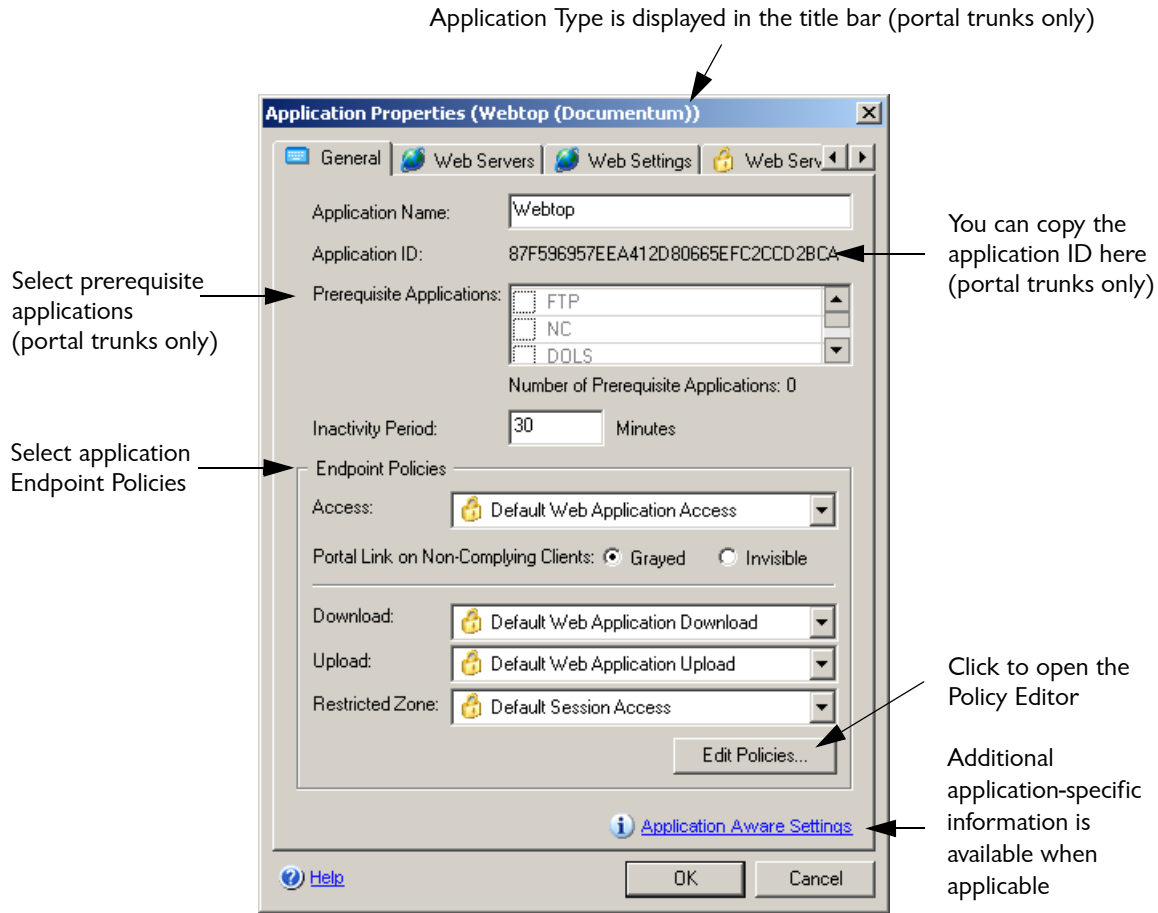 Application Type is displayed in the title bar (portal trunks only)
Application Properties (Webtop (Documentum))
General
Web Servers
Web Settings
Web Serv
Application Name:
Webtop
Application ID:
87F596957EEA412D80665EFC2CCD2BCA
You can copy the
application ID here
(portal trunks only)
Select prerequisite
applications
(portal trunks only)
Prerequisite Applications:
FTP
NC
DOLS
Number of Prerequisite Applications: 0
Inactivity Period:
30
Minutes
Select application
Endpoint Policies
Endpoint Policies
Access:
Default Web Application Access
Portal Link on Non-Complying Clients:
Grayed
Invisible
Download:
Default Web Application Download
Upload:
Default Web Application Upload
Restricted Zone:
Default Session Access
Click to open the
Policy Editor
Edit Policies...
Additional
application-specific
information is
available when
applicable
Application Aware Settings
Help
OK
Cancel